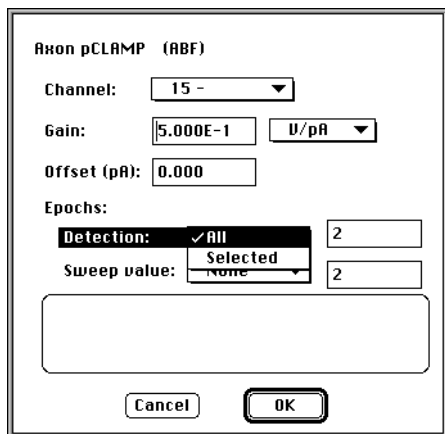 Axon pCLAMP (ABF)
Channel: 15 -
Gain: 5.000E-1 V/pA
Offset (pA): 0.000
Epochs:
Detection: ✓All 2
Selected
Sweep value: None 2
Cancel OK